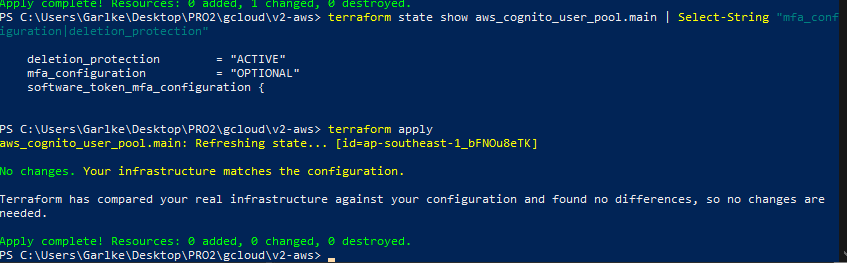 Apply complete! Resources: 0 added, 1 changed, 0 destroyed.
PS C:\Users\Garlke\Desktop\PRO2\gcloud\v2-aws> terraform state show aws_cognito_user_pool.main | Select-String "mfa_conf
iguration|deletion_protection"
deletion_protection = "ACTIVE"
mfa_configuration = "OPTIONAL"
software_token_mfa_configuration {
PS C:\Users\Garlke\Desktop\PRO2\gcloud\v2-aws> terraform apply
aws_cognito_user_pool.main: Refreshing state... [id=ap-southeast-1_bFNOu8eTK]
No changes. Your infrastructure matches the configuration.
Terraform has compared your real infrastructure against your configuration and found no differences, so no changes are
needed.
Apply complete! Resources: 0 added, 0 changed, 0 destroyed.
PS C:\Users\Garlke\Desktop\PRO2\gcloud\v2-aws>